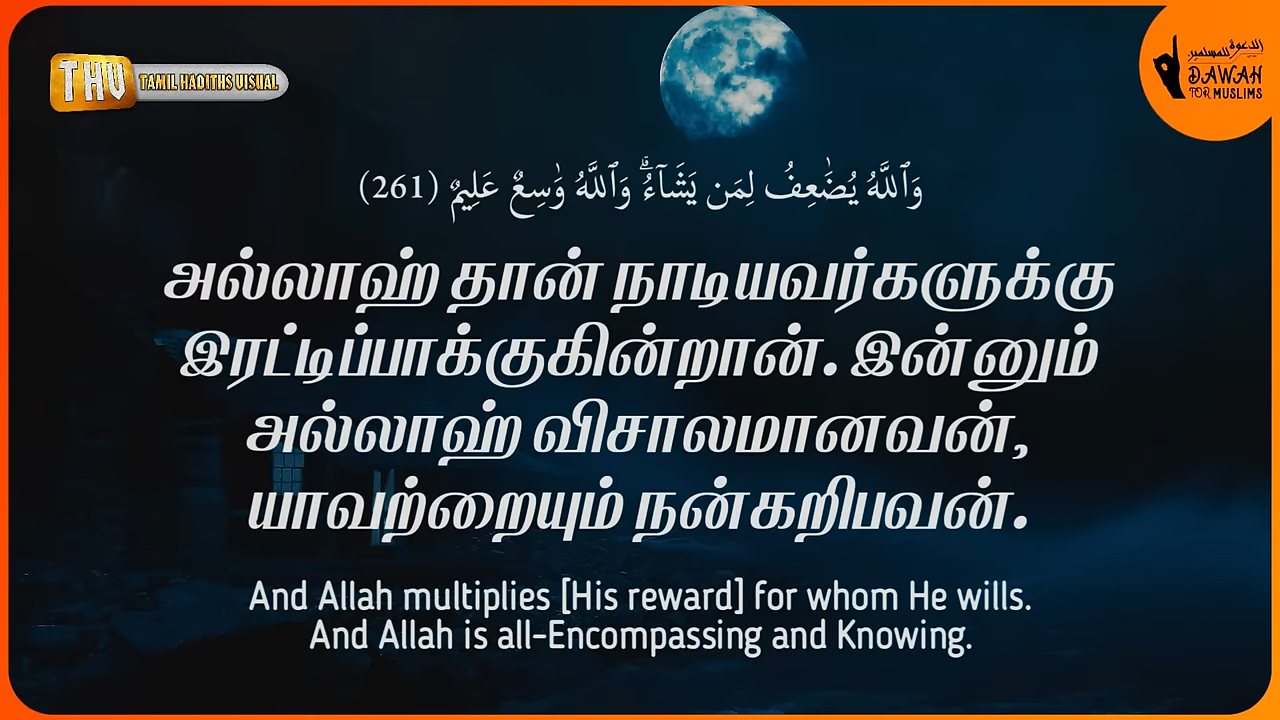 THV
TAMIL HADITHS VISUAL
الدعوة للمسلمين
DAWAH
FOR MUSLIMS
وَٱللَّهُ يُضَٰعِفُ لِمَن يَشَآءُۗ وَٱللَّهُ وَٰسِعٌ عَلِيمٌ (261)
அல்லாஹ் தான் நாடியவர்களுக்கு
இரட்டிப்பாக்குகின்றான். இன்னும்
அல்லாஹ் விசாலமானவன்,
யாவற்றையும் நன்கறிபவன்.
And Allah multiplies [His reward] for whom He wills.
And Allah is all-Encompassing and Knowing.